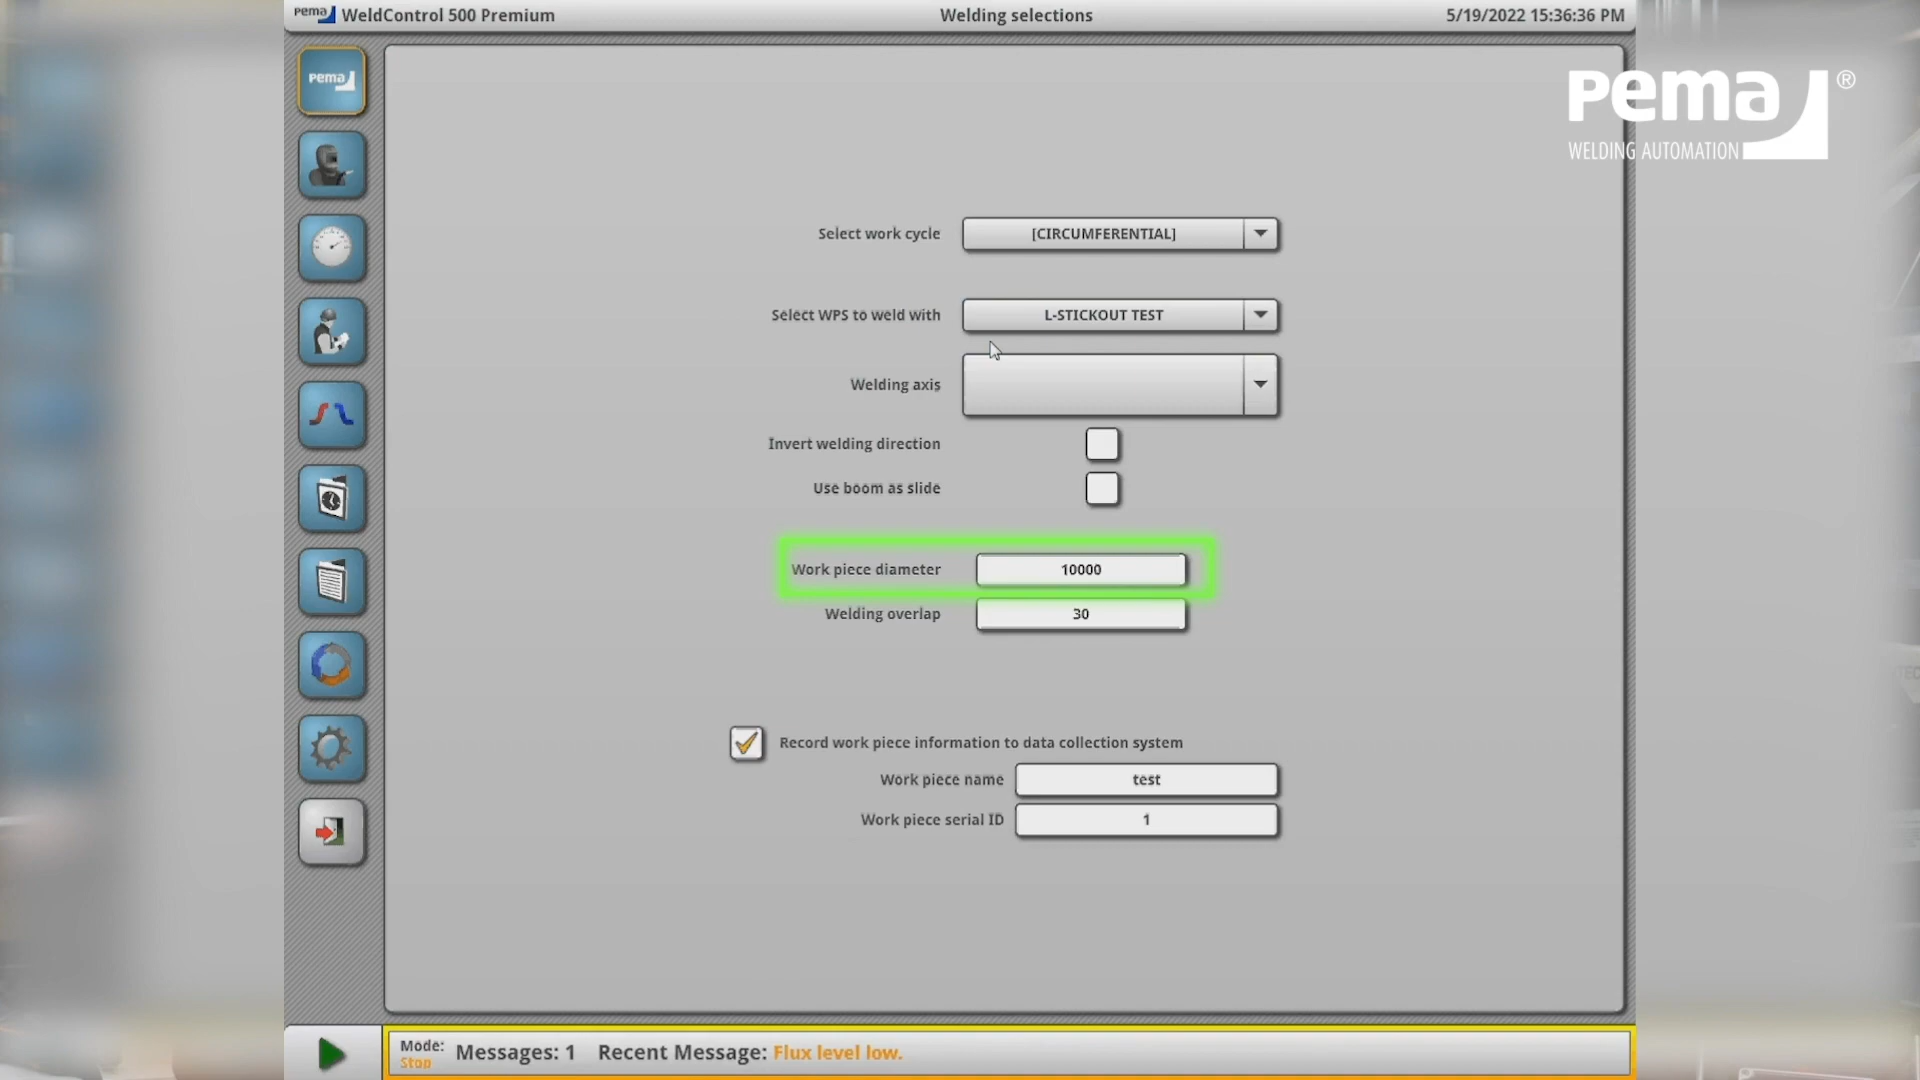 pema WeldControl 500 Premium
Welding selections
5/19/2022 15:36:36 PM
pema
pema ®
WELDING AUTOMATION
Select work cycle [CIRCUMFERENTIAL]
Select WPS to weld with L-STICKOUT TEST
Welding axis
Invert welding direction
Use boom as slide
Work piece diameter 10000
Welding overlap 30
Record work piece information to data collection system
Work piece name test
Work piece serial ID 1
Mode:
Stop
Messages: 1 Recent Message: Flux level low.